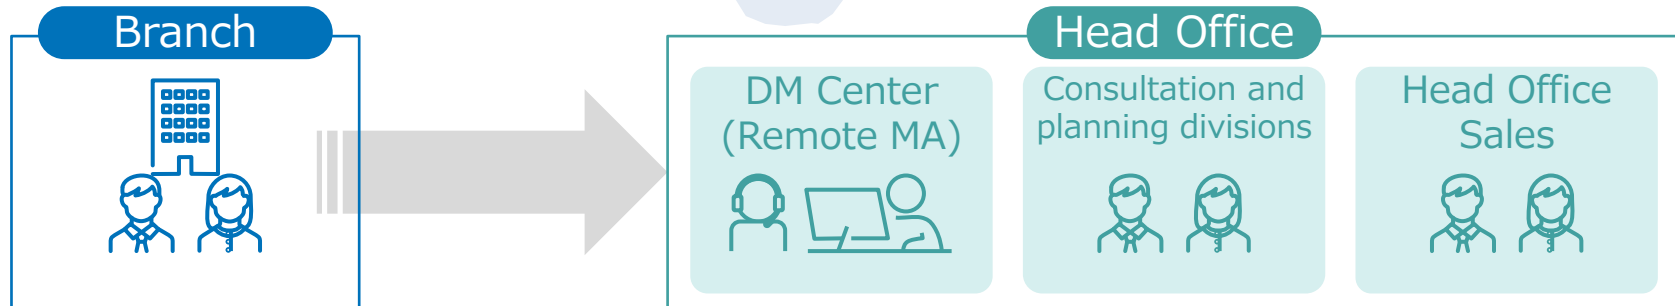 Branch
Head Office
DM Center
(Remote MA)
Consultation and
planning divisions
Head Office
Sales